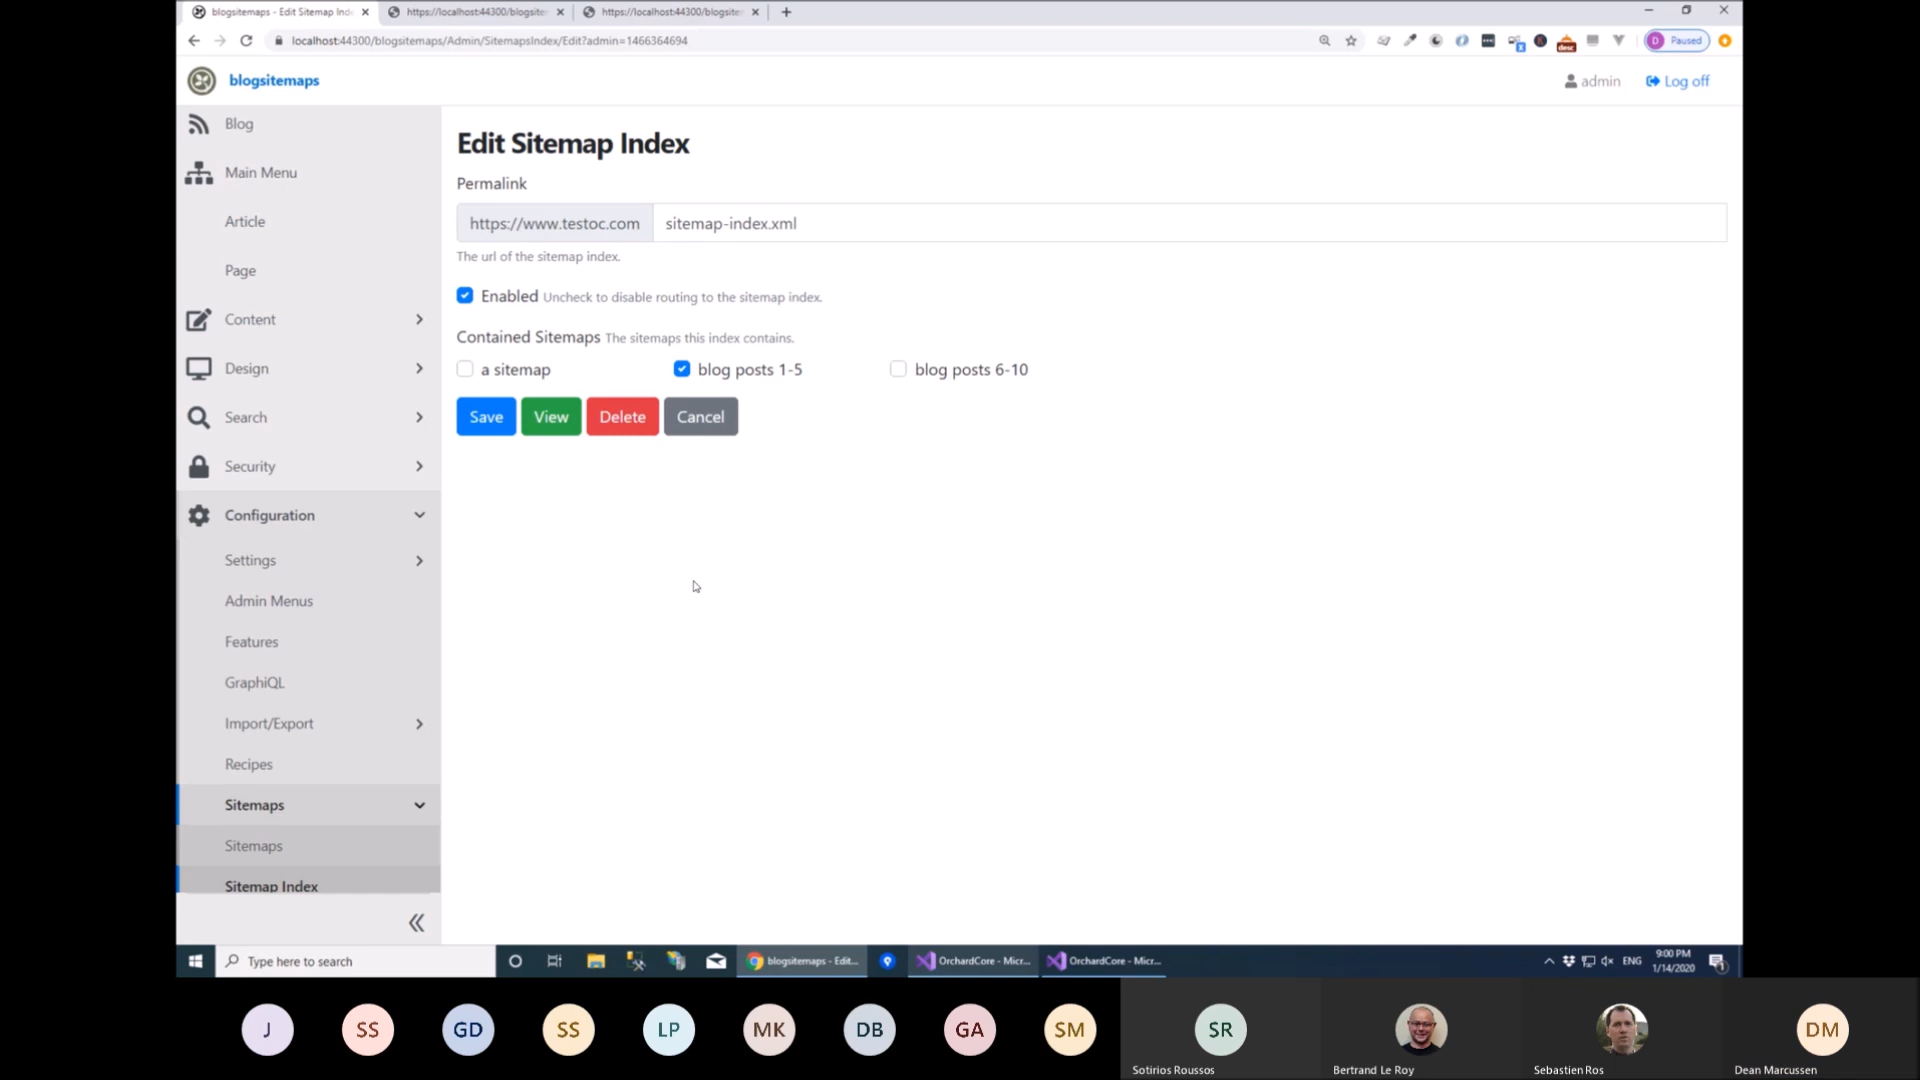 blogsitemaps - Edit Sitemap Inde
https://localhost:44300/blogsite
https://localhost:44300/blogsite
localhost:44300/blogsitemaps/Admin/SitemapsIndex/Edit?admin=1466364694
desc
D Paused
blogsitemaps
admin
Log off
Blog
Main Menu
Article
Page
Content
Design
Search
Security
Configuration
Settings
Admin Menus
Features
GraphiQL
Import/Export
Recipes
Sitemaps
Sitemaps
Sitemap Index
Edit Sitemap Index
Permalink
https://www.testoc.com sitemap-index.xml
The url of the sitemap index.
Enabled Uncheck to disable routing to the sitemap index.
Contained Sitemaps The sitemaps this index contains.
a sitemap blog posts 1-5 blog posts 6-10
Save View Delete Cancel
Type here to search
blogsitemaps - Edit...
OrchardCore - Micr...
OrchardCore - Micr...
ENG
9:00 PM
1/14/2020
1
J SS GD SS LP MK DB GA SM SR DM
Sotirios Roussos Bertrand Le Roy Sebastien Ros Dean Marcussen